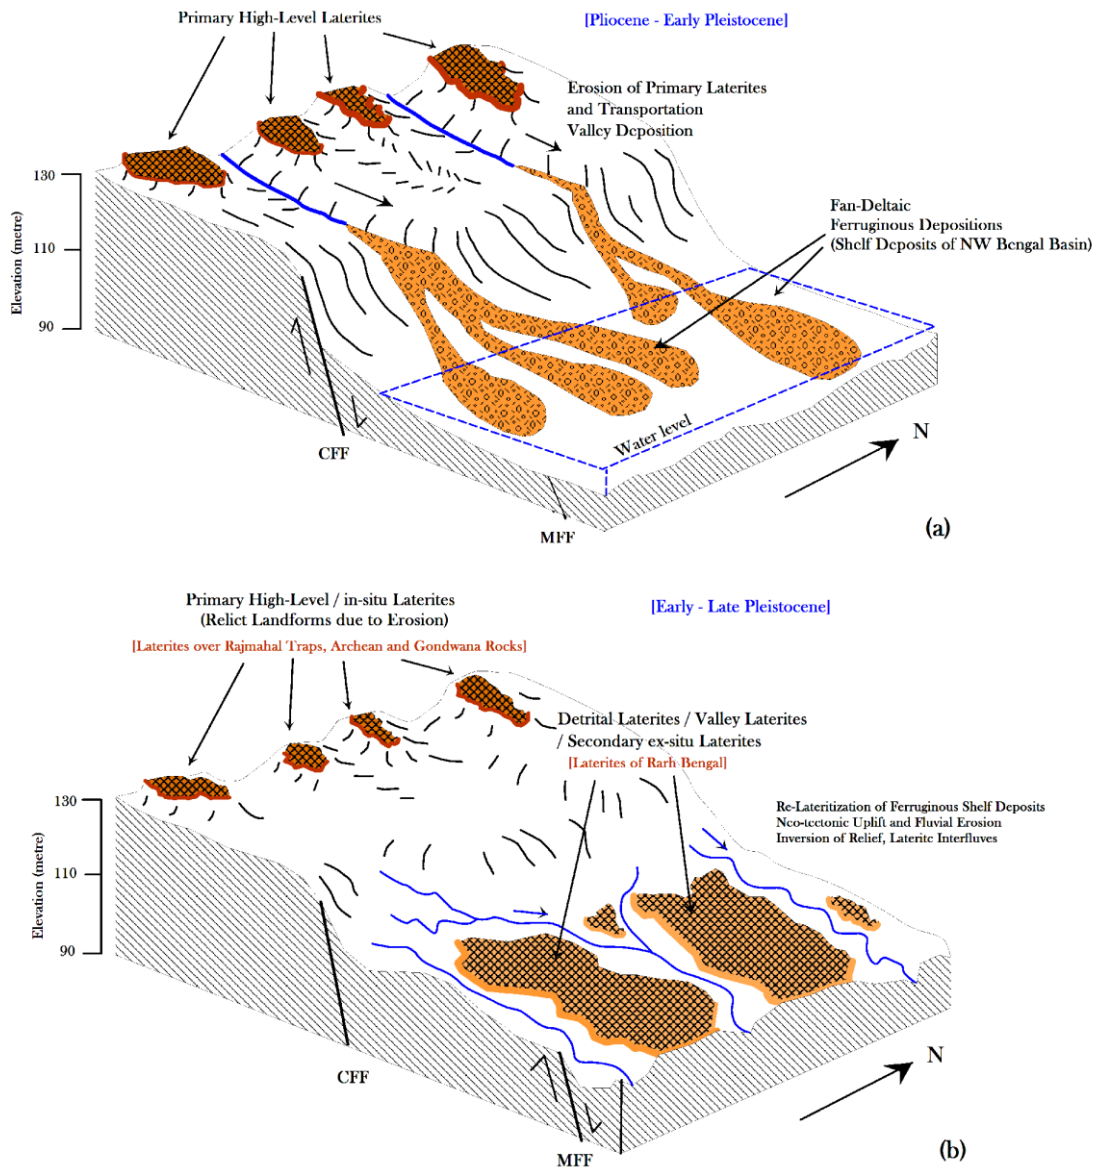 Primary High-Level Laterites
[Pliocene - Early Pleistocene]
Erosion of Primary Laterites
and Transportation
Valley Deposition
130
110
90
Elevation (metre)
Fan-Deltaic
Ferruginous Depositions
(Shelf Deposits of NW Bengal Basin)
Water level
N
CFF
MFF
(a)
Primary High-Level / in-situ Laterites
(Relict Landforms due to Erosion)
[Laterites over Rajmahal Traps, Archean and Gondwana Rocks]
[Early - Late Pleistocene]
Detrital Laterites / Valley Laterites
/ Secondary ex-situ Laterites
[Laterites of Rarh Bengal]
Re-Lateritization of Ferruginous Shelf Deposits
Neo-tectonic Uplift and Fluvial Erosion
Inversion of Relief, Laterite Interfluves
130
110
90
Elevation (metre)
N
CFF
MFF
(b)